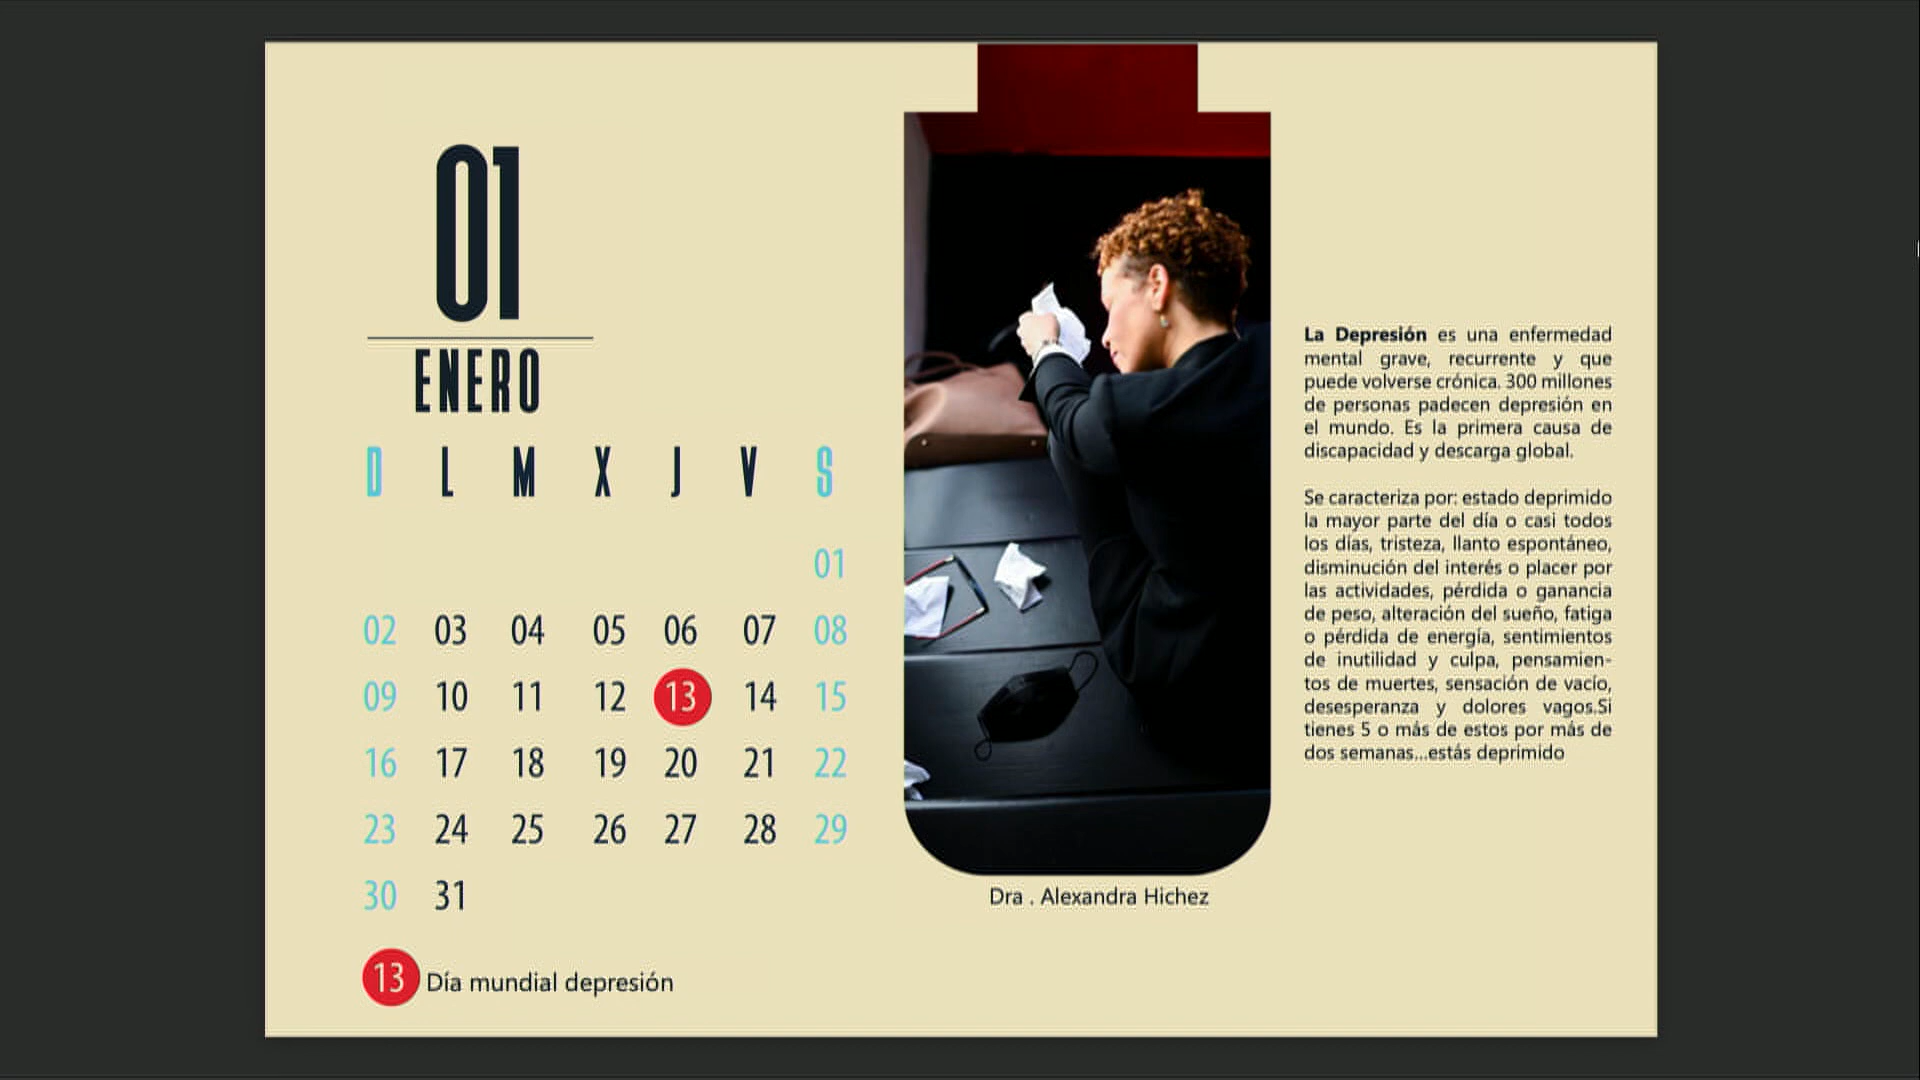 01
ENERO
D L M X J V S
01
02 03 04 05 06 07 08
09 10 11 12 13 14 15
16 17 18 19 20 21 22
23 24 25 26 27 28 29
30 31
13 Día mundial depresión
Dra . Alexandra Hichez
La Depresión es una enfermedad
mental grave, recurrente y que
puede volverse crónica. 300 millones
de personas padecen depresión en
el mundo. Es la primera causa de
discapacidad y descarga global.
Se caracteriza por: estado deprimido
la mayor parte del día o casi todos
los días, tristeza, llanto espontáneo,
disminución del interés o placer por
las actividades, pérdida o ganancia
de peso, alteración del sueño, fatiga
o pérdida de energía, sentimientos
de inutilidad y culpa, pensamien-
tos de muertes, sensación de vacío,
desesperanza y dolores vagos.Si
tienes 5 o más de estos por más de
dos semanas...estás deprimido